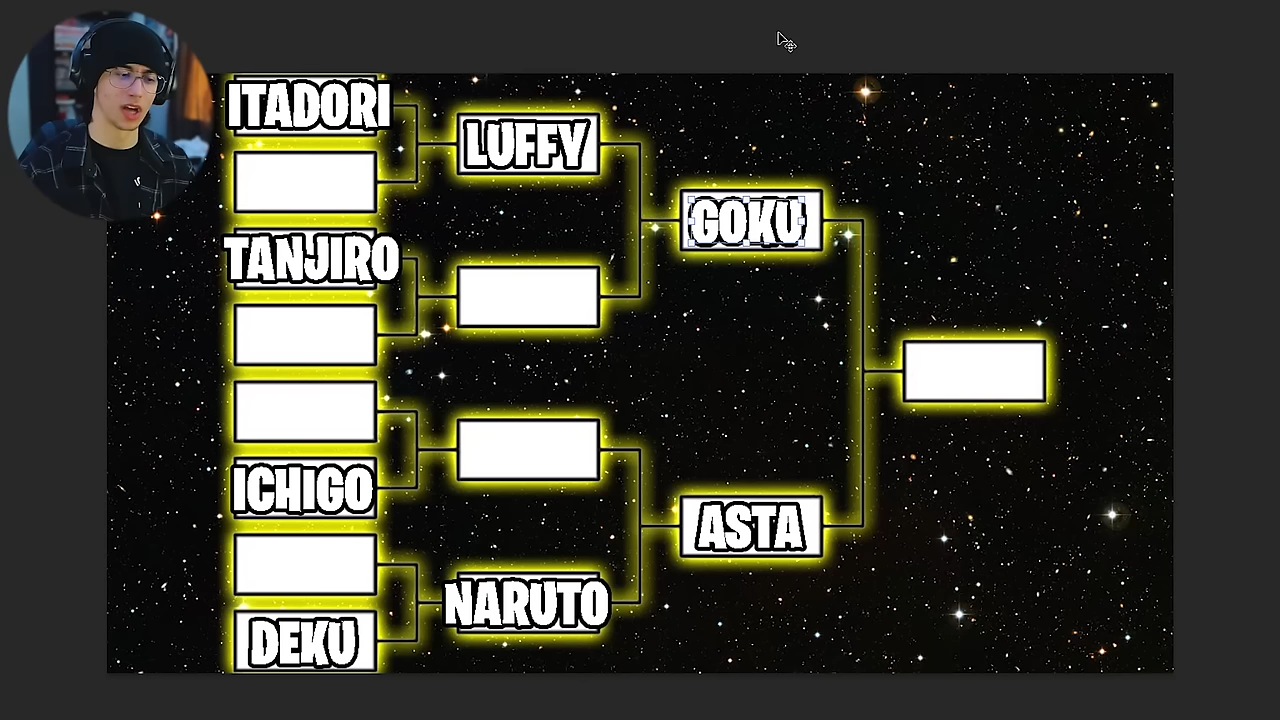 ITADORI
LUFFY
GOKU
TANJIRO
ICHIGO
ASTA
NARUTO
DEKU